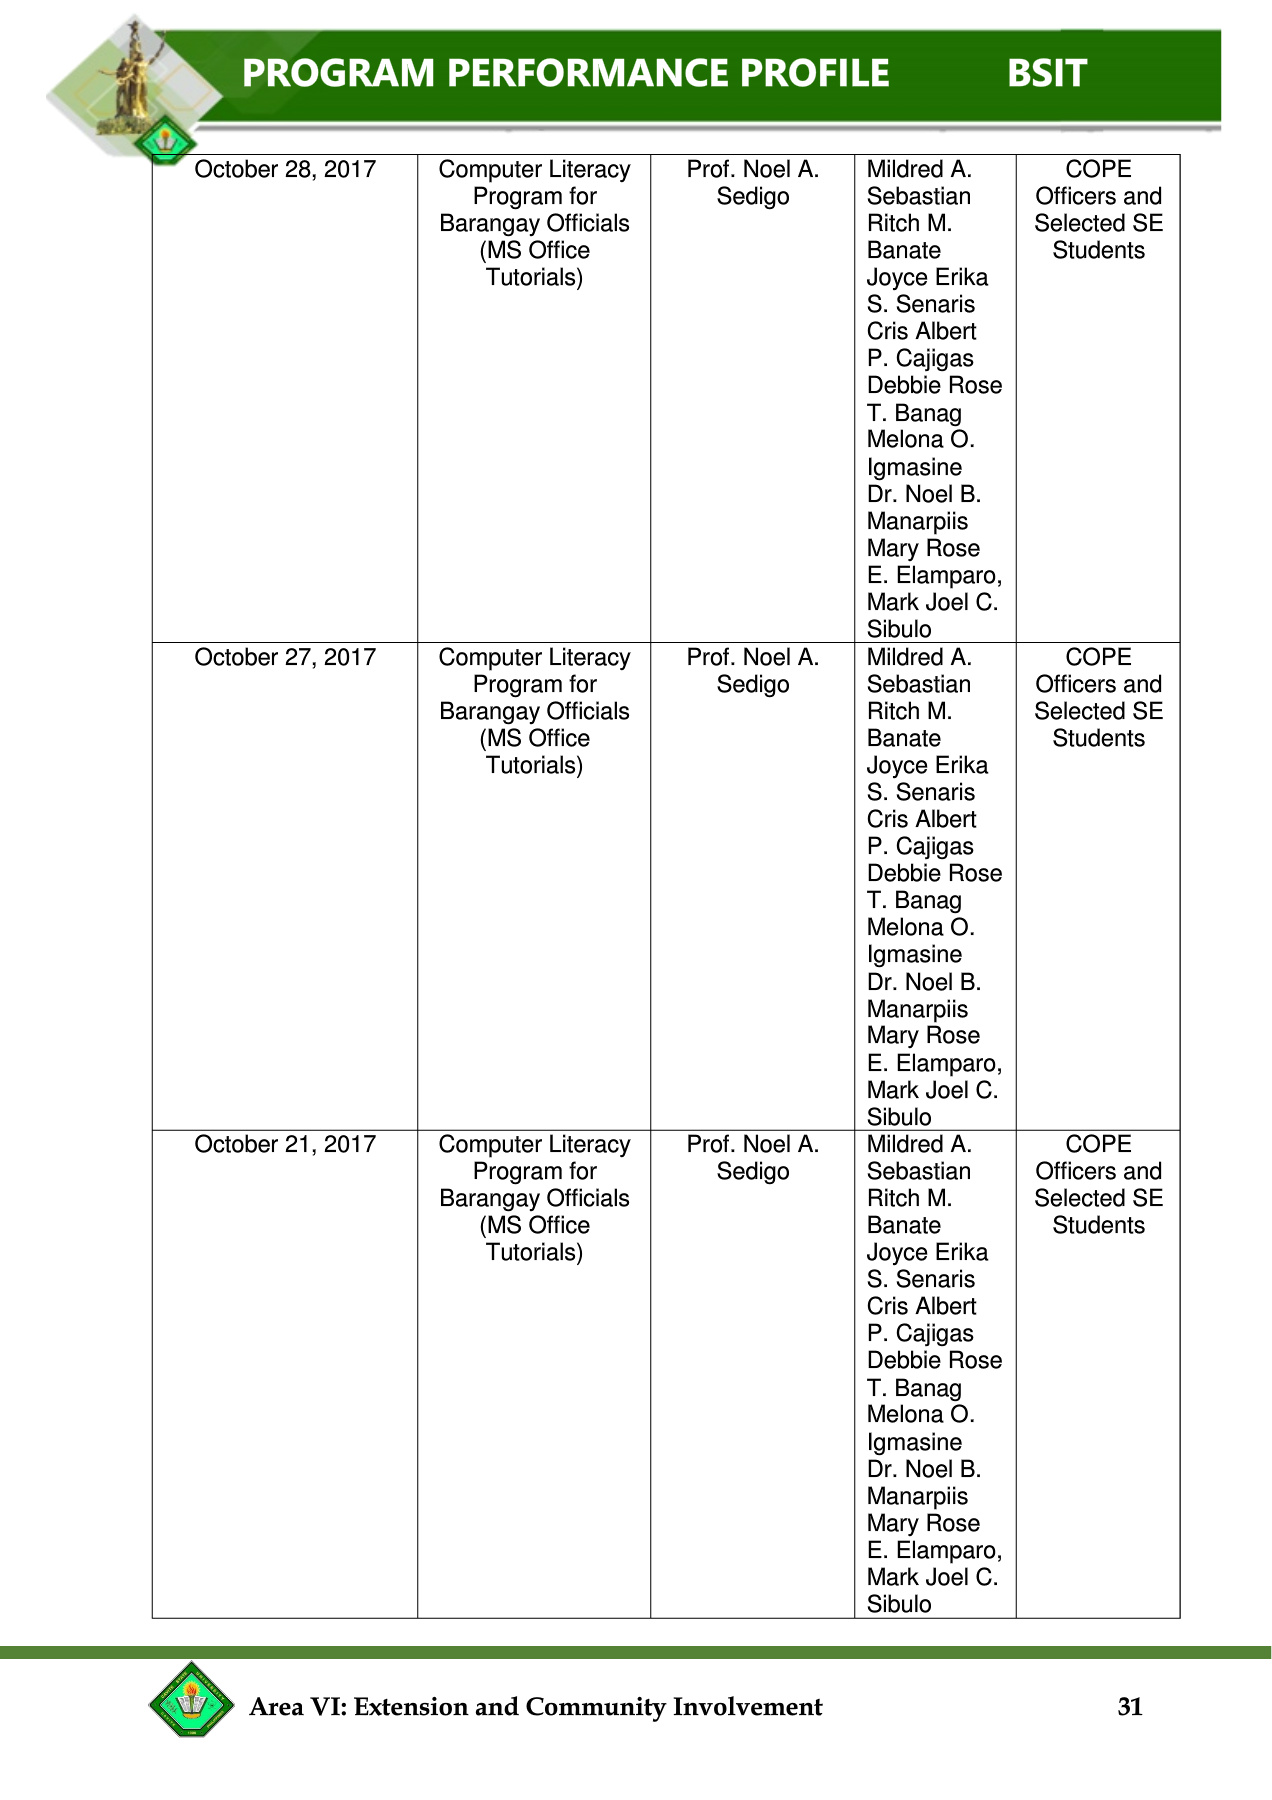 PROGRAM PERFORMANCE PROFILE BSIT
October 28, 2017
Computer Literacy
Program for
Barangay Officials
(MS Office
Tutorials)
Prof. Noel A.
Sedigo
Mildred A.
Sebastian
Ritch M.
Banate
Joyce Erika
S. Senaris
Cris Albert
P. Cajigas
Debbie Rose
T. Banag
Melona O.
Igmasine
Dr. Noel B.
Manarpiis
Mary Rose
E. Elamparo,
Mark Joel C.
Sibulo
COPE
Officers and
Selected SE
Students
October 27, 2017
Computer Literacy
Program for
Barangay Officials
(MS Office
Tutorials)
Prof. Noel A.
Sedigo
Mildred A.
Sebastian
Ritch M.
Banate
Joyce Erika
S. Senaris
Cris Albert
P. Cajigas
Debbie Rose
T. Banag
Melona O.
Igmasine
Dr. Noel B.
Manarpiis
Mary Rose
E. Elamparo,
Mark Joel C.
Sibulo
COPE
Officers and
Selected SE
Students
October 21, 2017
Computer Literacy
Program for
Barangay Officials
(MS Office
Tutorials)
Prof. Noel A.
Sedigo
Mildred A.
Sebastian
Ritch M.
Banate
Joyce Erika
S. Senaris
Cris Albert
P. Cajigas
Debbie Rose
T. Banag
Melona O.
Igmasine
Dr. Noel B.
Manarpiis
Mary Rose
E. Elamparo,
Mark Joel C.
Sibulo
COPE
Officers and
Selected SE
Students
Area VI: Extension and Community Involvement 31